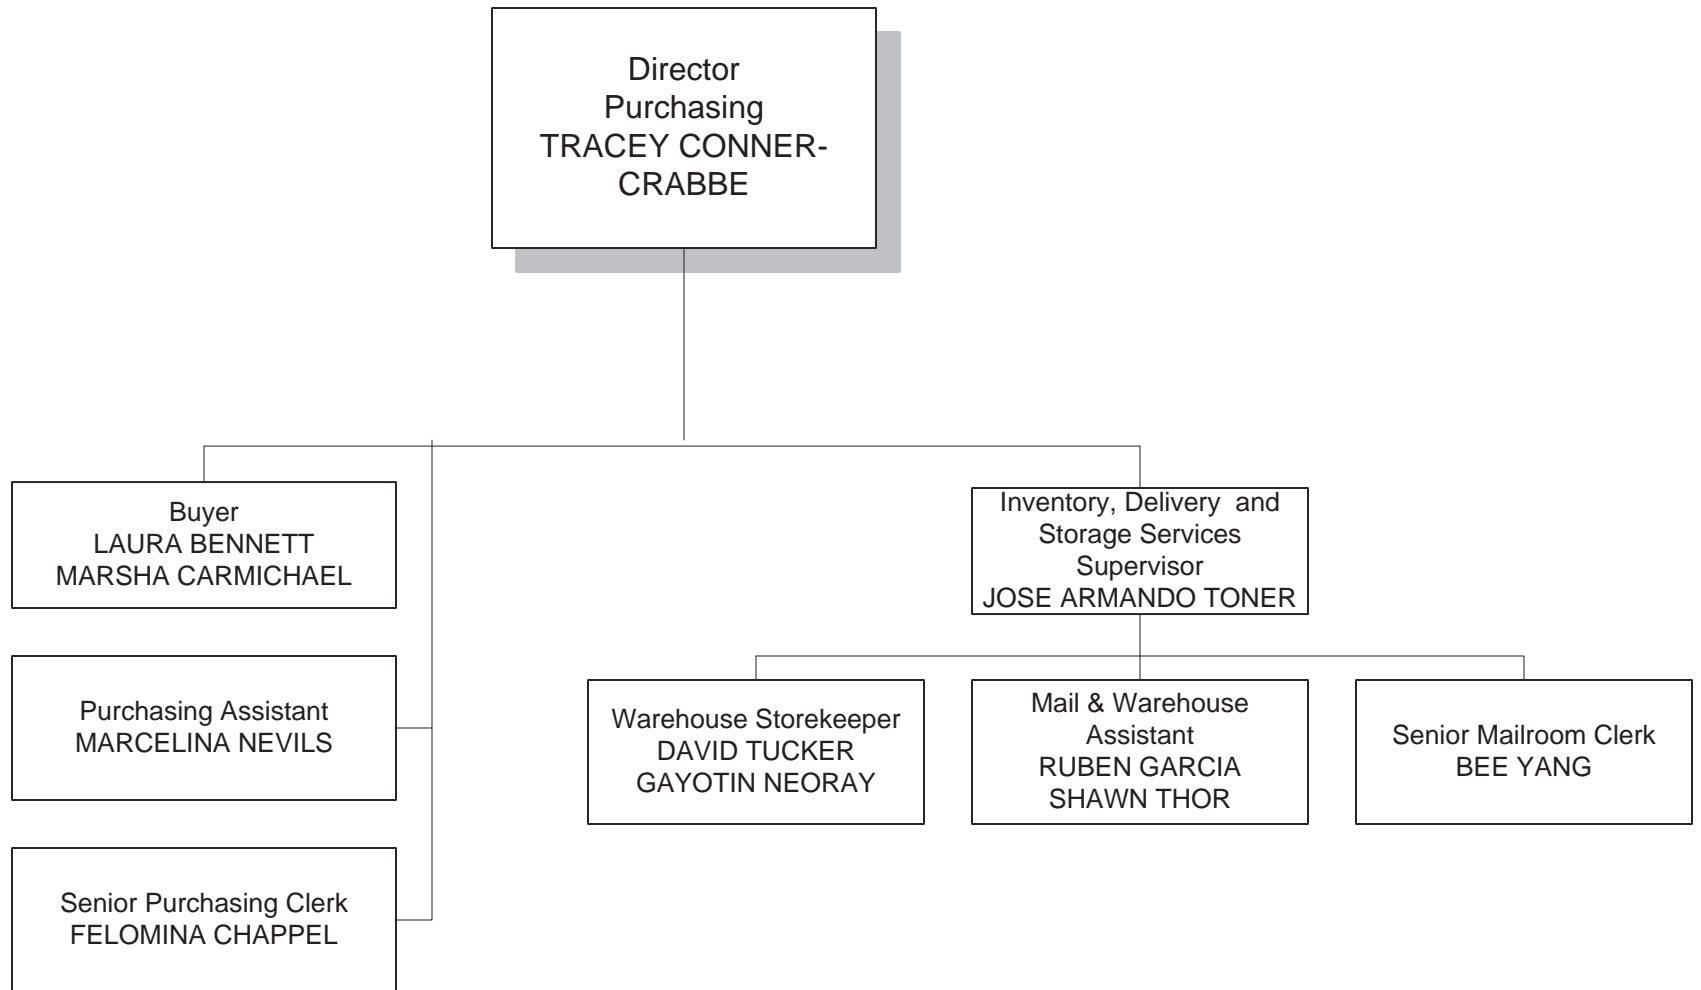 Director
Purchasing
TRACEY CONNER-
CRABBE
Buyer
LAURA BENNETT
MARSHA CARMICHAEL
Inventory, Delivery  and
Storage Services
Supervisor
JOSE ARMANDO TONER
Purchasing Assistant
MARCELINA NEVILS
Warehouse Storekeeper
DAVID TUCKER
GAYOTIN NEORAY
Mail & Warehouse
Assistant
RUBEN GARCIA
SHAWN THOR
Senior Mailroom Clerk
BEE YANG
Senior Purchasing Clerk
FELOMINA CHAPPEL